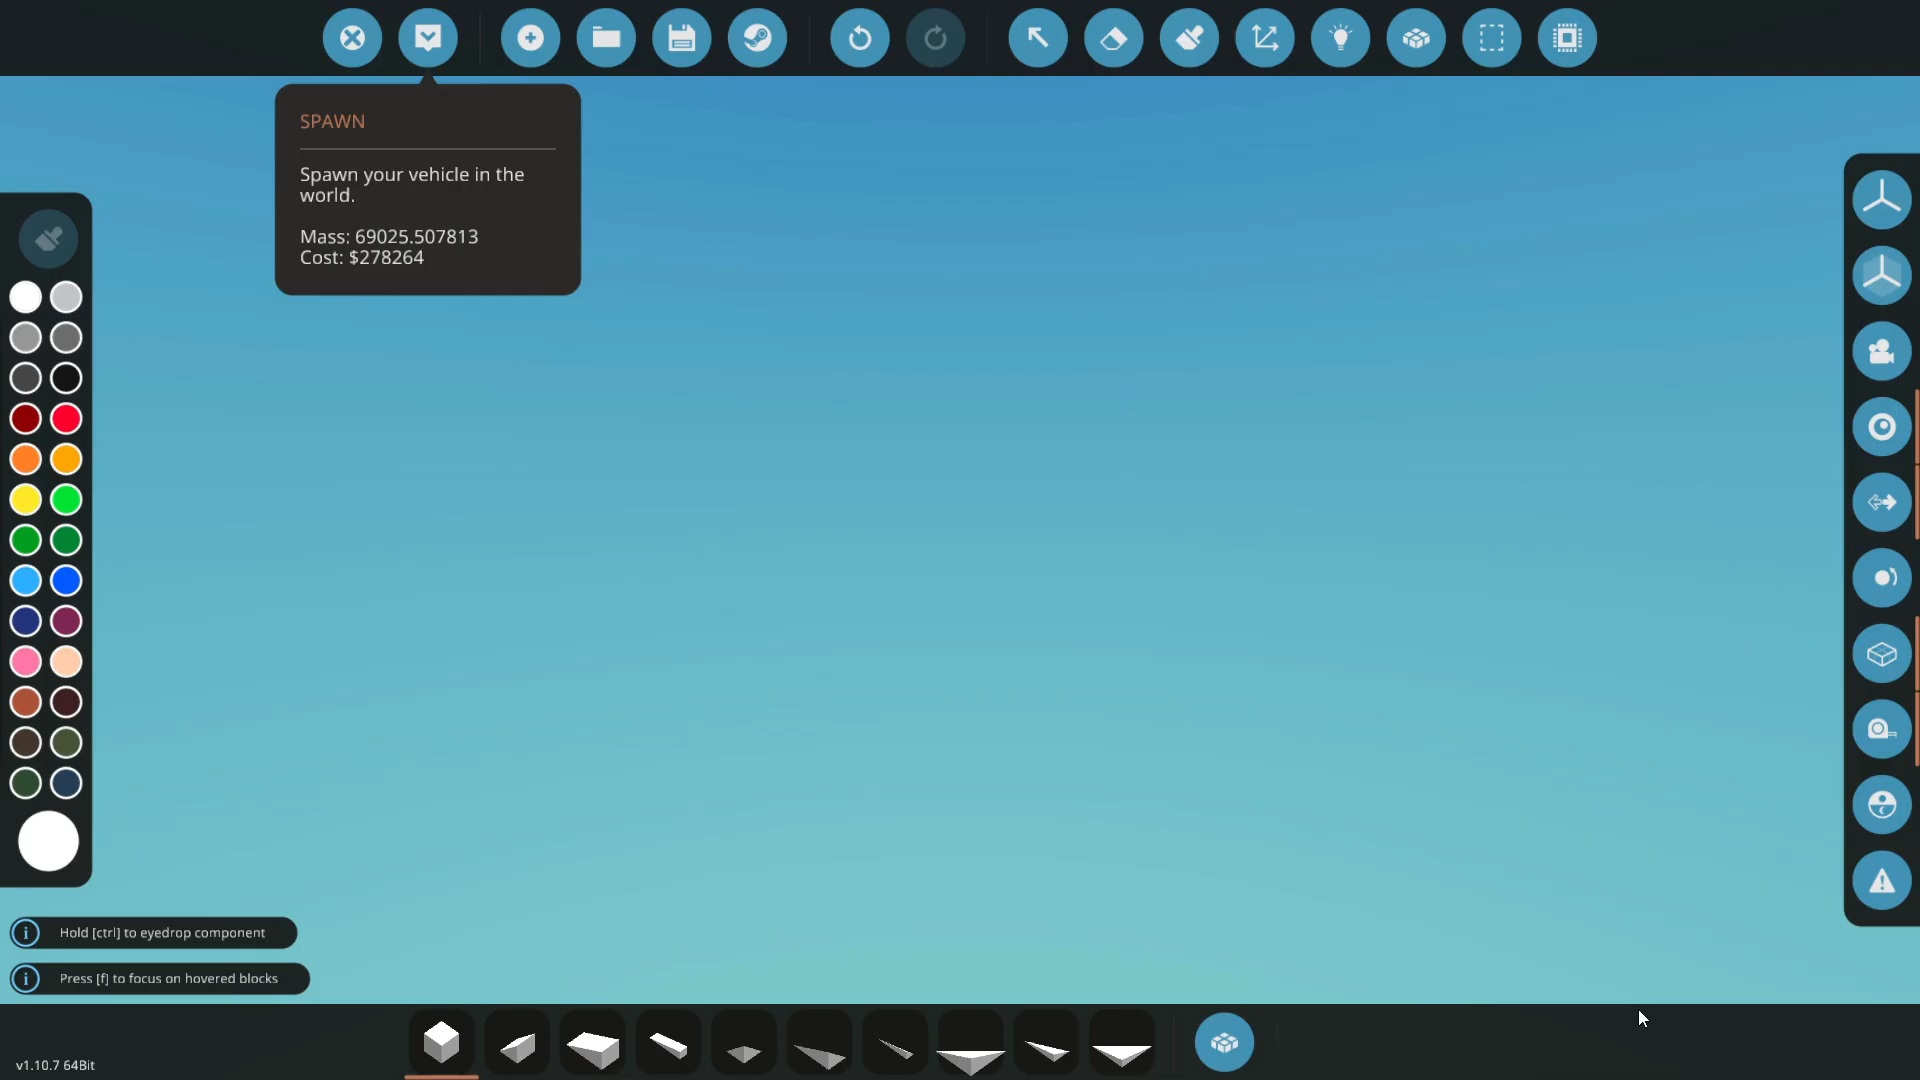 SPAWN
Spawn your vehicle in the
world.
Mass: 69025.507813
Cost: $278264
Hold [ctrl] to eyedrop component
Press [f] to focus on hovered blocks
v1.10.7 64Bit